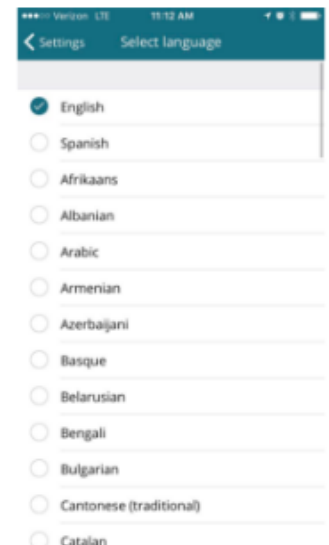 Verizon LTE 11:12 AM
Settings Select language
English
Spanish
Afrikaans
Albanian
Arabic
Armenian
Azerbaijani
Basque
Belarusian
Bengali
Bulgarian
Cantonese (traditional)
Catalan